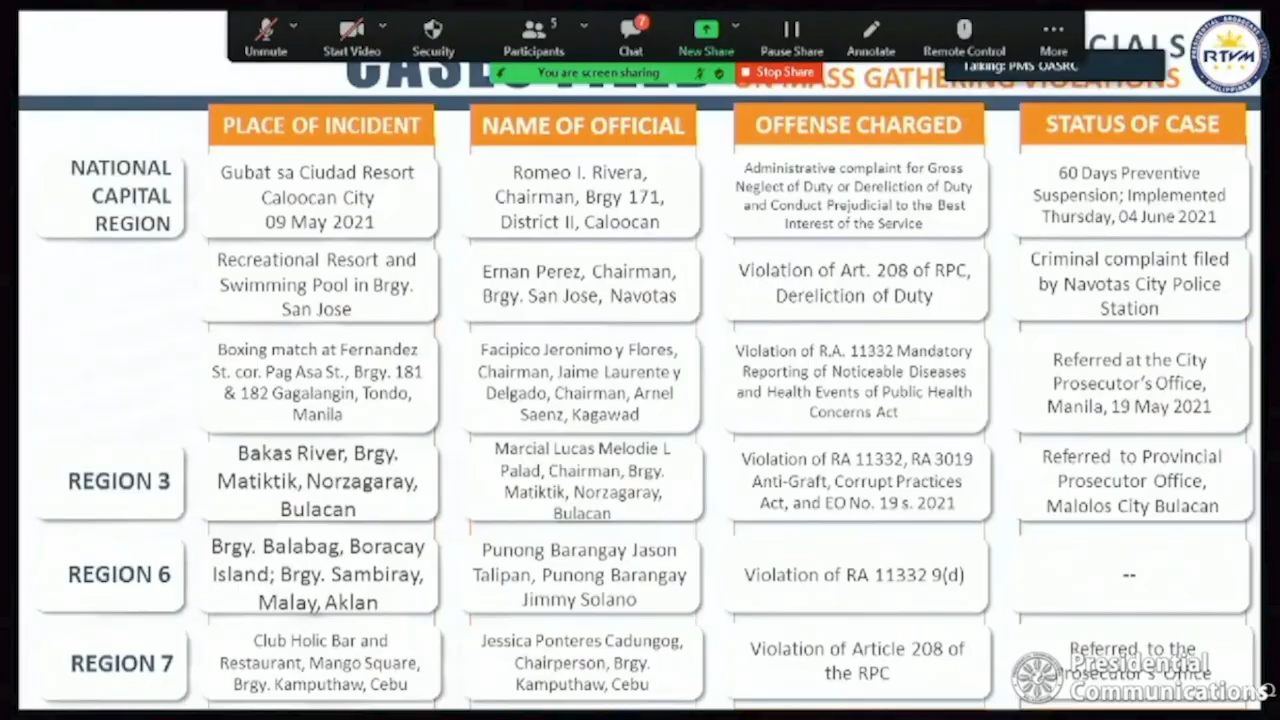 5
7
Unmute
Start Video
Security
Participants
Chat
New Share
Pause Share
Annotate
Remote Control
More
You are screen sharing
Stop Share
Talking: PMS OASRC
CIALS
RTVM
MASS GATHERING VIOLATIONS
PLACE OF INCIDENT
NAME OF OFFICIAL
OFFENSE CHARGED
STATUS OF CASE
NATIONAL
CAPITAL
REGION
Gubat sa Ciudad Resort
Caloocan City
09 May 2021
Romeo I. Rivera,
Chairman, Brgy 171,
District II, Caloocan
Administrative complaint for Gross
Neglect of Duty or Dereliction of Duty
and Conduct Prejudicial to the Best
Interest of the Service
60 Days Preventive
Suspension; Implemented
Thursday, 04 June 2021
Recreational Resort and
Swimming Pool in Brgy.
San Jose
Ernan Perez, Chairman,
Brgy. San Jose, Navotas
Violation of Art. 208 of RPC,
Dereliction of Duty
Criminal complaint filed
by Navotas City Police
Station
Boxing match at Fernandez
St. cor. Pag Asa St., Brgy. 181
& 182 Gagalangin, Tondo,
Manila
Facipico Jeronimo y Flores,
Chairman, Jaime Laurente y
Delgado, Chairman, Arnel
Saenz, Kagawad
Violation of R.A. 11332 Mandatory
Reporting of Noticeable Diseases
and Health Events of Public Health
Concerns Act
Referred at the City
Prosecutor's Office,
Manila, 19 May 2021
REGION 3
Bakas River, Brgy.
Matiktik, Norzagaray,
Bulacan
Marcial Lucas Melodie L
Palad, Chairman, Brgy.
Matiktik, Norzagaray,
Bulacan
Violation of RA 11332, RA 3019
Anti-Graft, Corrupt Practices
Act, and EO No. 19 s. 2021
Referred to Provincial
Prosecutor Office,
Malolos City Bulacan
REGION 6
Brgy. Balabag, Boracay
Island; Brgy. Sambiray,
Malay, Aklan
Punong Barangay Jason
Talipan, Punong Barangay
Jimmy Solano
Violation of RA 11332 9(d)
--
REGION 7
Club Holic Bar and
Restaurant, Mango Square,
Brgy. Kamputhaw, Cebu
Jessica Ponteres Cadungog,
Chairperson, Brgy.
Kamputhaw, Cebu
Violation of Article 208 of
the RPC
Referred to the
Prosecutor's Office
Presidential
Communications